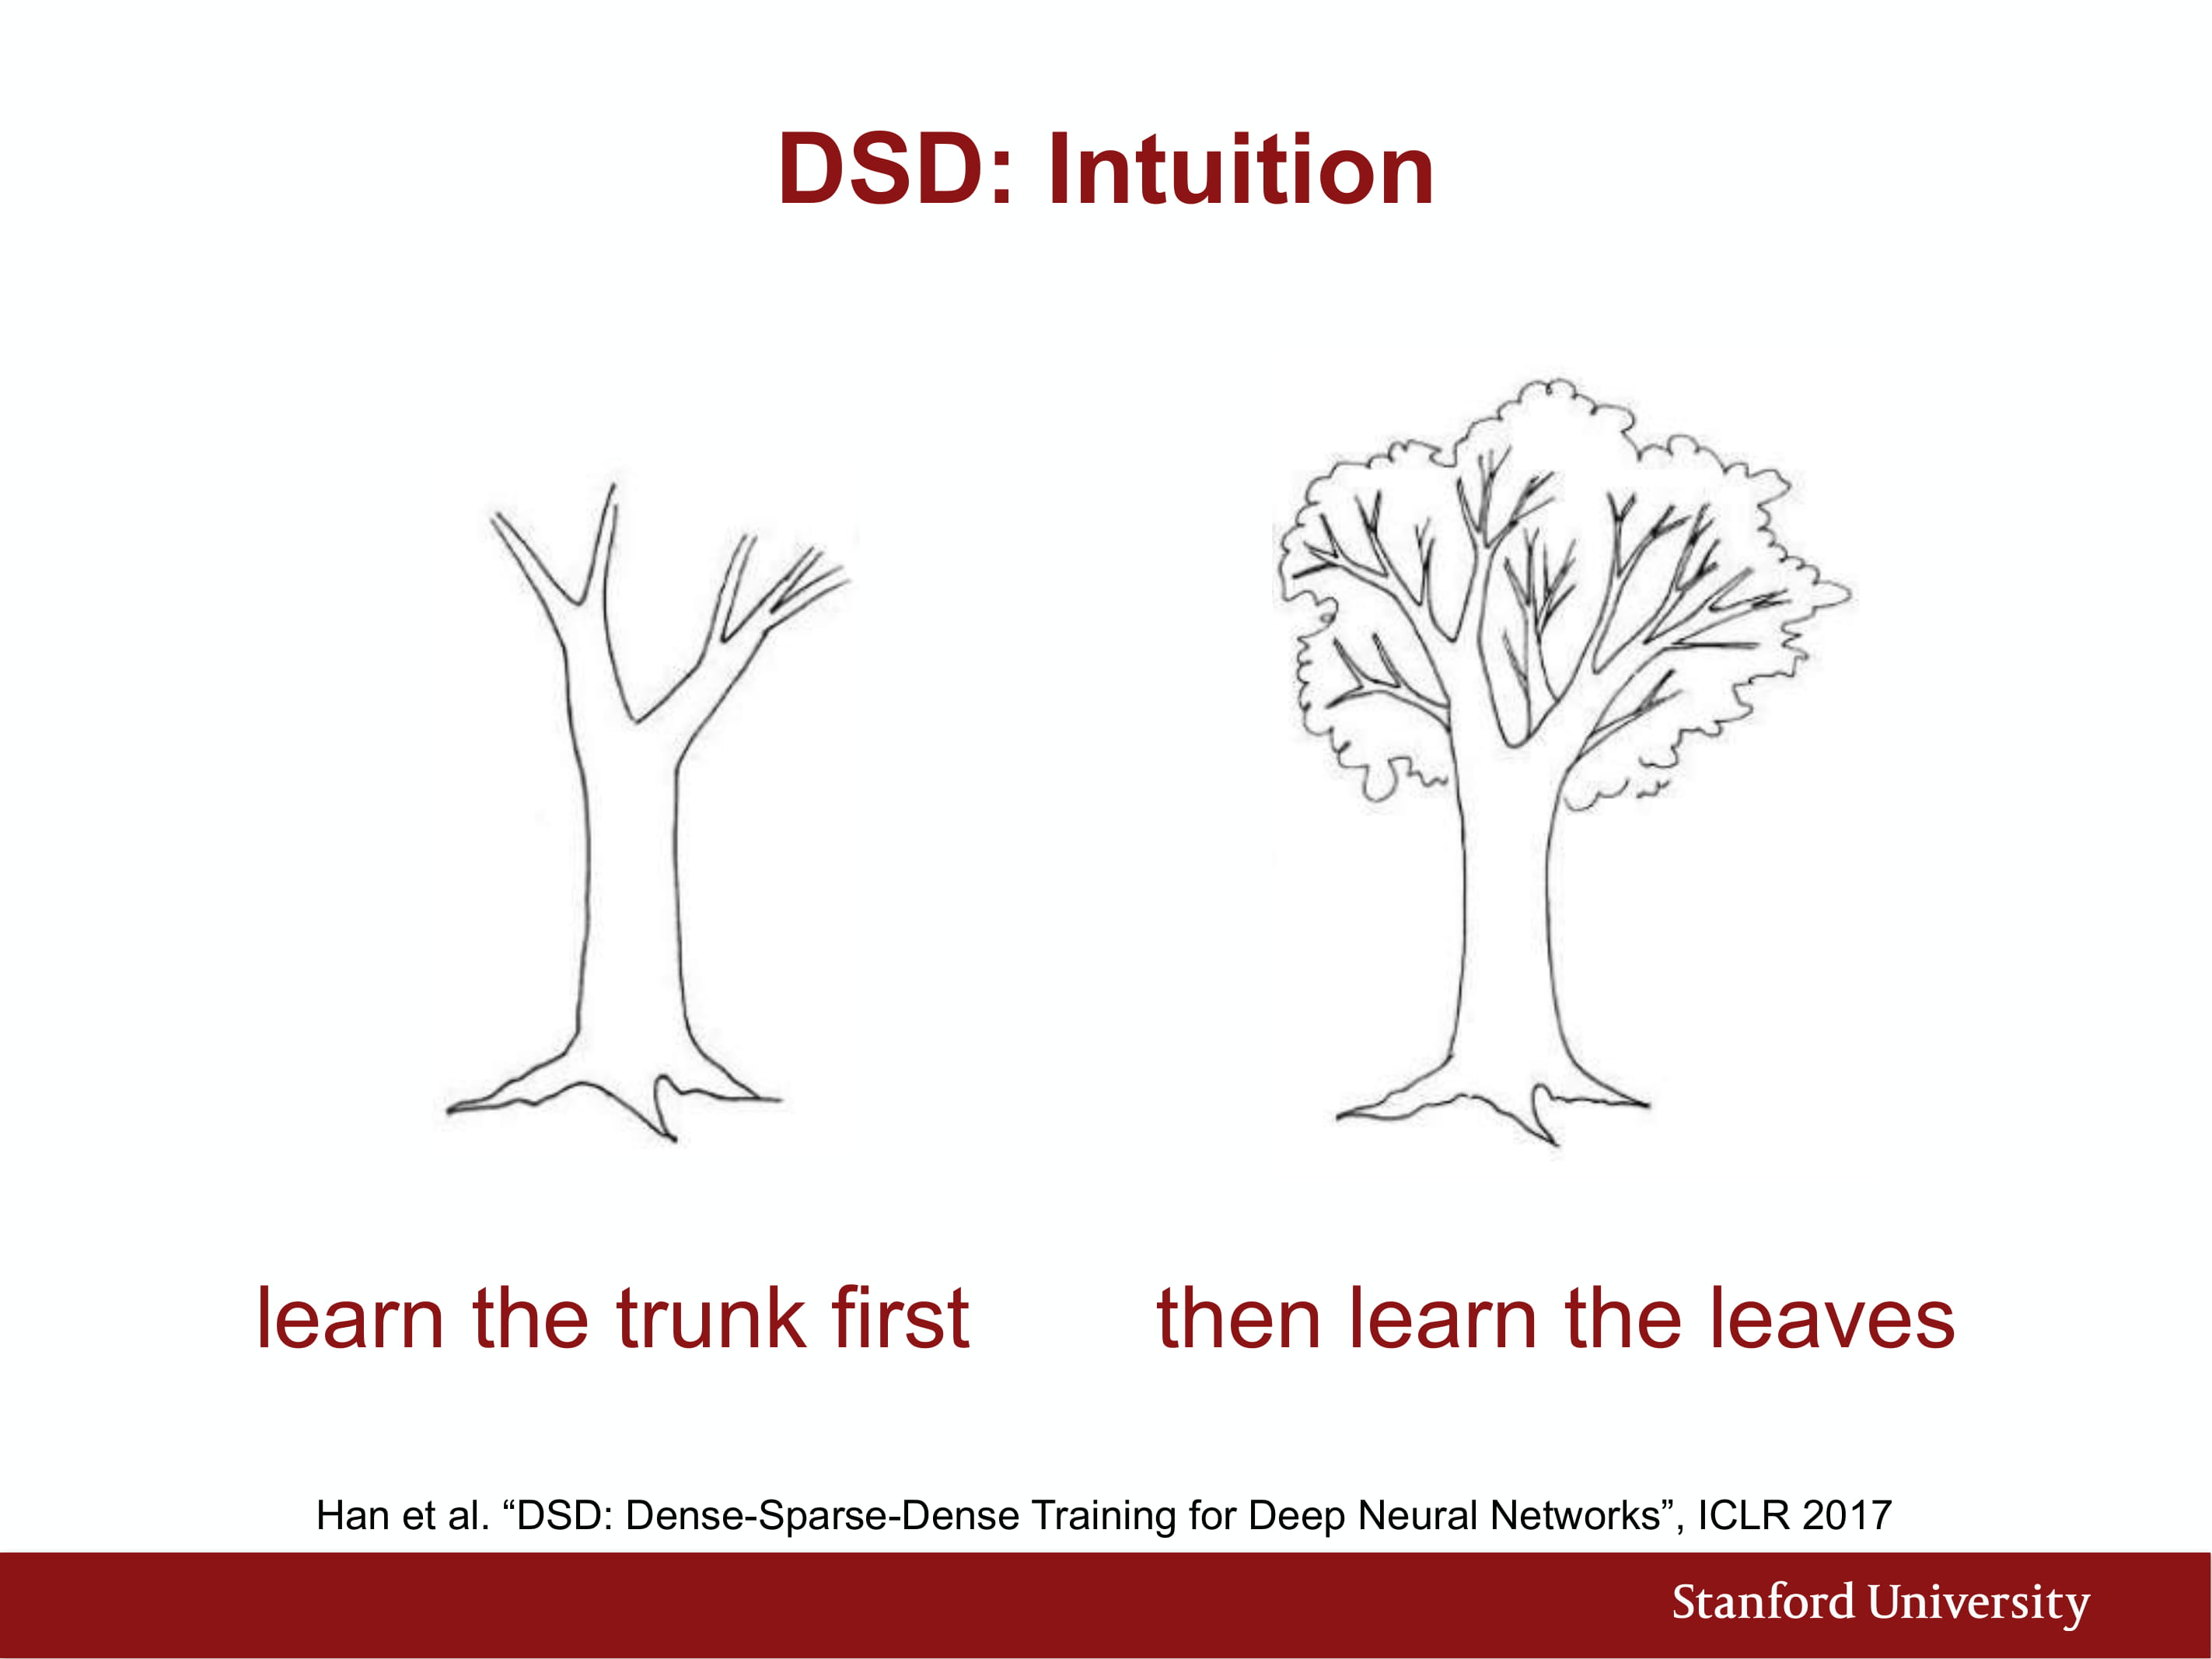 DSD: Intuition
learn the trunk first
then learn the leaves
Han et al. “DSD: Dense-Sparse-Dense Training for Deep Neural Networks”, ICLR 2017
Stanford University